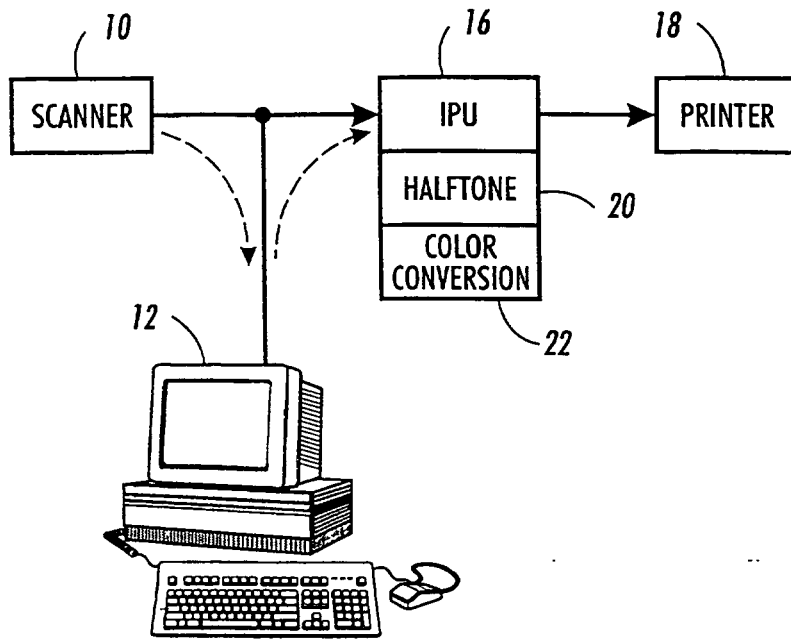 10
16
18
SCANNER
IPU
PRINTER
HALFTONE
20
COLOR
CONVERSION
12
22